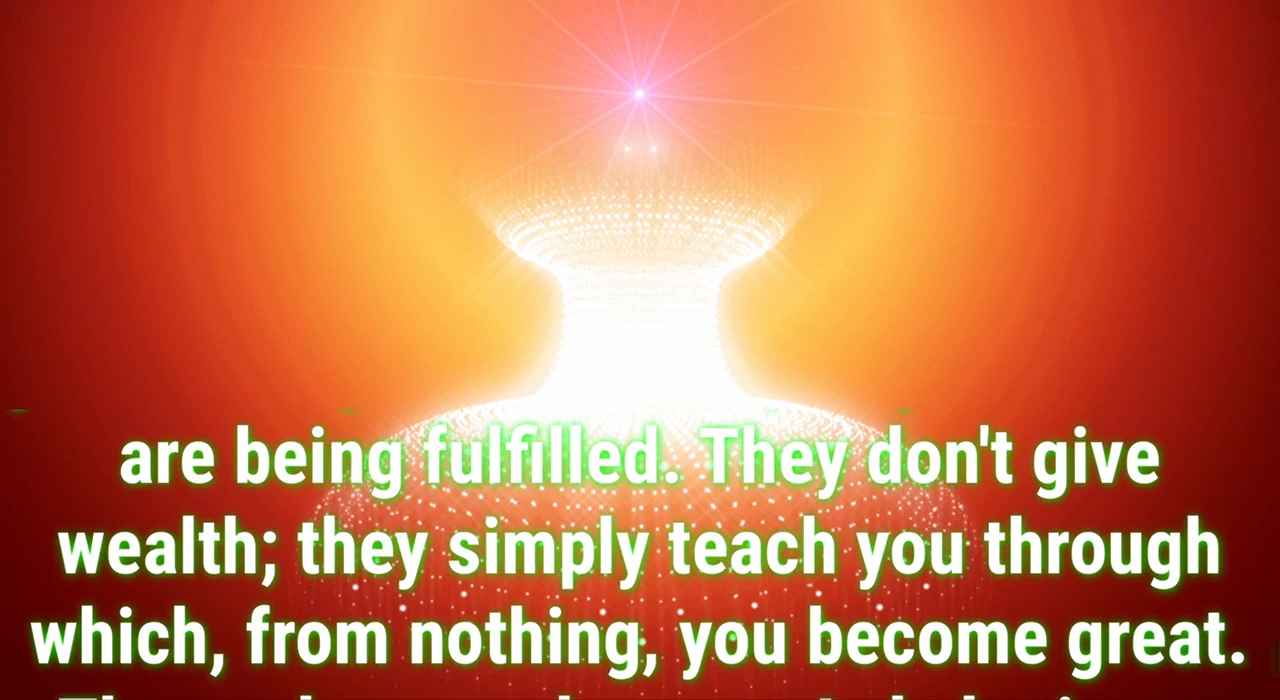 are being fulfilled. They don't give
wealth; they simply teach you through
which, from nothing, you become great.